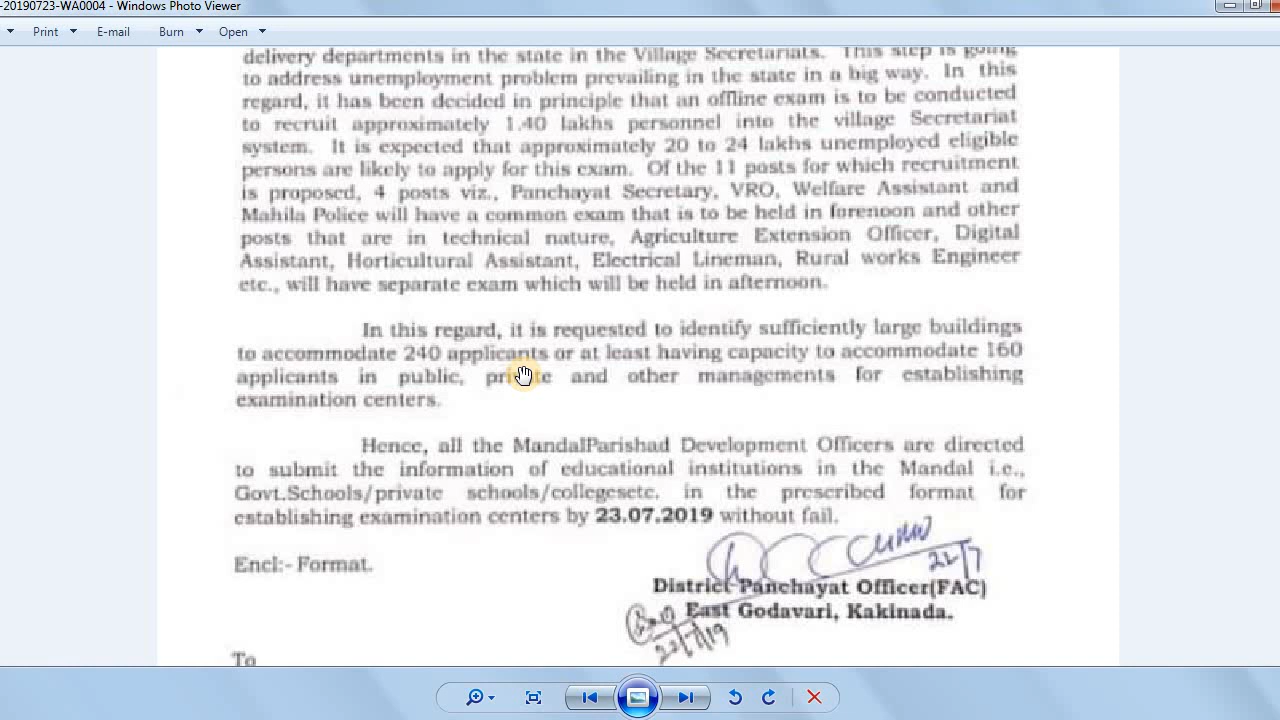 -20190723-WA0004 - Windows Photo Viewer
Print E-mail Burn Open
delivery departments in the state in the Village Secretariats. This step is going
to address unemployment problem prevailing in the state in a big way. In this
regard, it has been decided in principle that an offline exam is to be conducted
to recruit approximately 1.40 lakhs personnel into the village Secretariat
system. It is expected that approximately 20 to 24 lakhs unemployed eligible
persons are likely to apply for this exam. Of the 11 posts for which recruitment
is proposed, 4 posts viz., Panchayat Secretary, VRO, Welfare Assistant and
Mahila Police will have a common exam that is to be held in forenoon and other
posts that are in technical nature, Agriculture Extension Officer, Digital
Assistant, Horticultural Assistant, Electrical Lineman, Rural works Engineer
etc., will have separate exam which will be held in afternoon.
In this regard, it is requested to identify sufficiently large buildings
to accommodate 240 applicants or at least having capacity to accommodate 160
applicants in public, private and other managements for establishing
examination centers.
Hence, all the MandalParishad Development Officers are directed
to submit the information of educational institutions in the Mandal i.e.,
Govt.Schools/private schools/collegesetc. in the prescribed format for
establishing examination centers by 23.07.2019 without fail.
Encl:- Format.
22/7
District Panchayat Officer(FAC)
East Godavari, Kakinada.
22/7/19
To